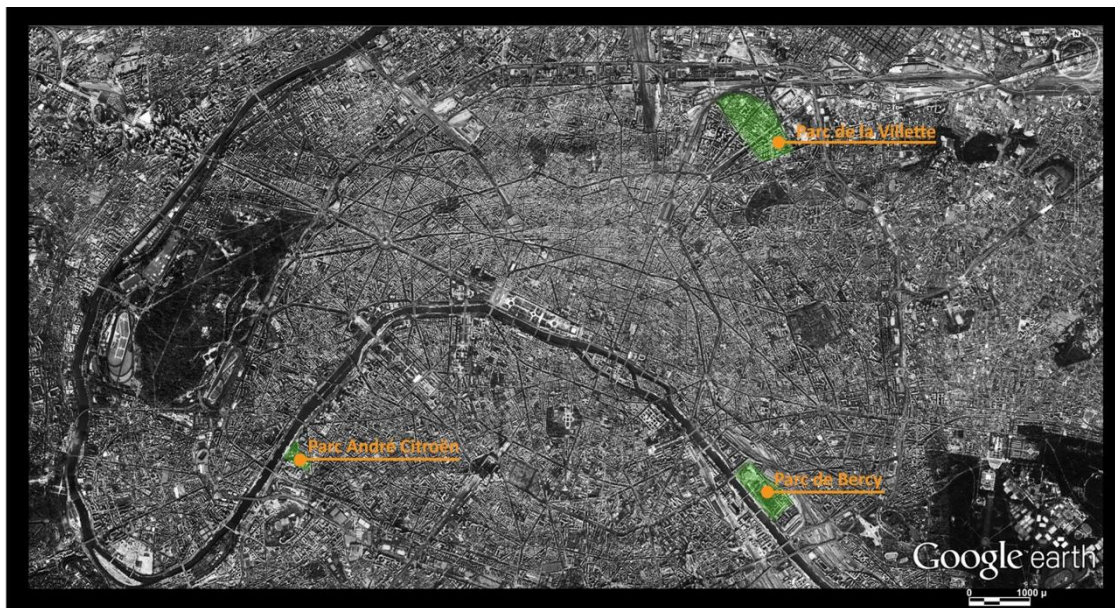 N
Parc de la Villette
Parc André Citroën
Parc de Bercy
Google earth
0 1000 μ